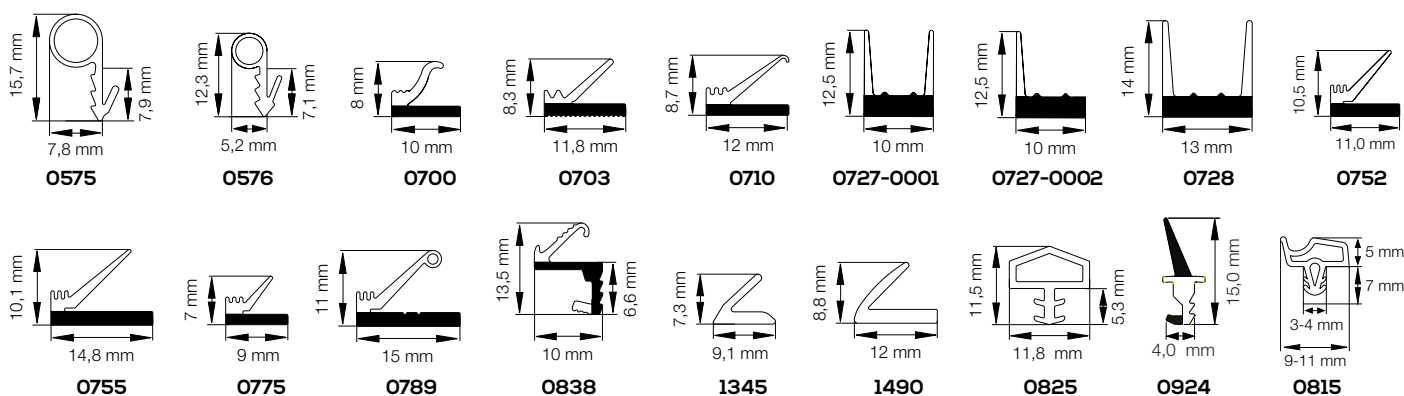 15,7 mm
7,9 mm
7,8 mm
0575
12,3 mm
7,1 mm
5,2 mm
0576
8 mm
10 mm
0700
8,3 mm
11,8 mm
0703
8,7 mm
12 mm
0710
12,5 mm
10 mm
0727-0001
12,5 mm
10 mm
0727-0002
14 mm
13 mm
0728
10,5 mm
11,0 mm
0752
10,1 mm
14,8 mm
0755
7 mm
9 mm
0775
11 mm
15 mm
0789
13,5 mm
6,6 mm
10 mm
0838
7,3 mm
9,1 mm
1345
8,8 mm
12 mm
1490
11,5 mm
5,3 mm
11,8 mm
0825
15,0 mm
4,0 mm
0924
5 mm
7 mm
3-4 mm
9-11 mm
0815